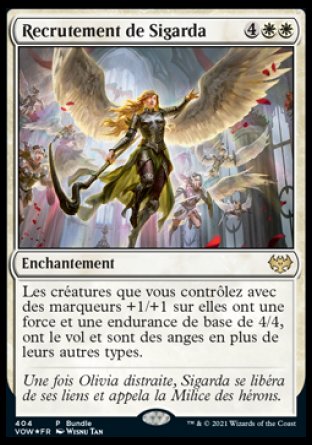 Recrutement de Sigarda 4
Enchantement
Les créatures que vous contrôlez avec
des marqueurs +1/+1 sur elles ont une
force et une endurance de base de 4/4,
ont le vol et sont des anges en plus de
leurs autres types.
Une fois Olivia distraite, Sigarda se libéra
de ses liens et appela la Milice des hérons.
404 P Bundle
VOW★FR Wisnu Tan ™ & © 2021 Wizards of the Coast